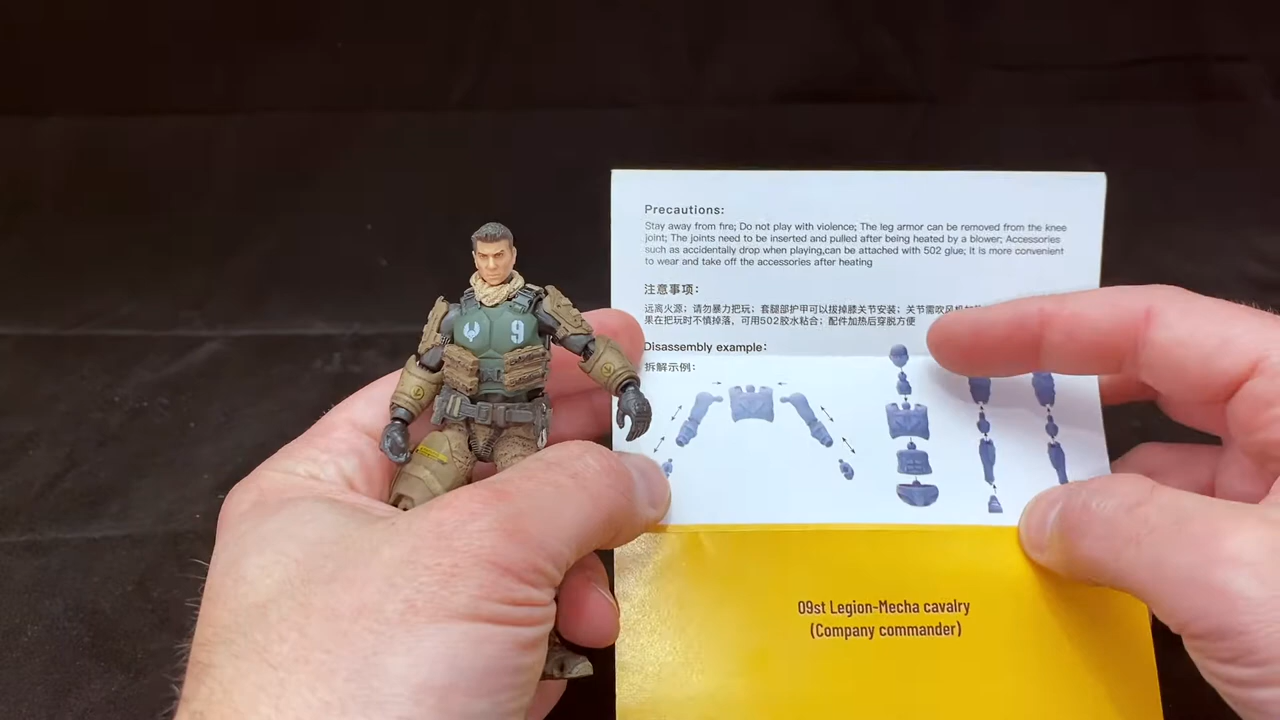 Precautions:
Stay away from fire; Do not play with violence; The leg armor can be removed from the knee
joint; The joints need to be inserted and pulled after being heated by a blower; Accessories
such as accidentally drop when playing,can be attached with 502 glue; It is more convenient
to wear and take off the accessories after heating
注意事项：
远离火源；请勿暴力把玩；套腿部护甲可以拔掉膝关节安装；关节需吹风机
果在把玩时不慎掉落，可用502胶水粘合；配件加热后穿脱方便
Disassembly example:
拆解示例：
9
09st Legion-Mecha cavalry
(Company commander)